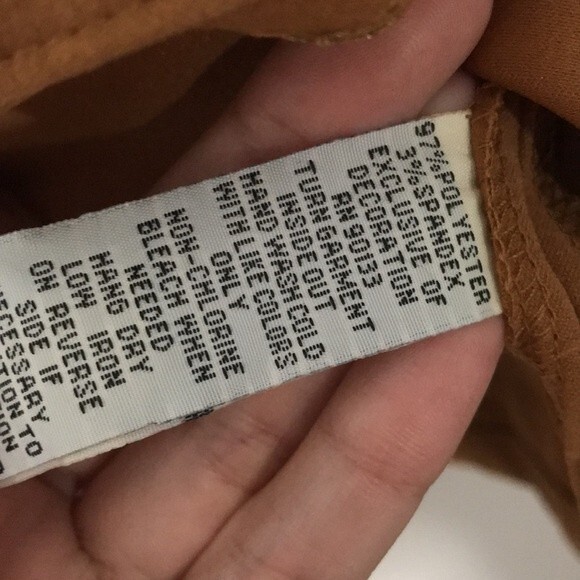 97% POLYESTER
3% SPANDEX
EXCLUSIVE OF
DECORATION
RN 90133
TURN GARMENT
INSIDE OUT
HAND WASH COLD
WITH LIKE COLORS
ONLY
NON-CHLORINE
BLEACH WHEN
NEEDED
HANG DRY
LOW IRON
ON REVERSE
SIDE IF
NECESSARY TO